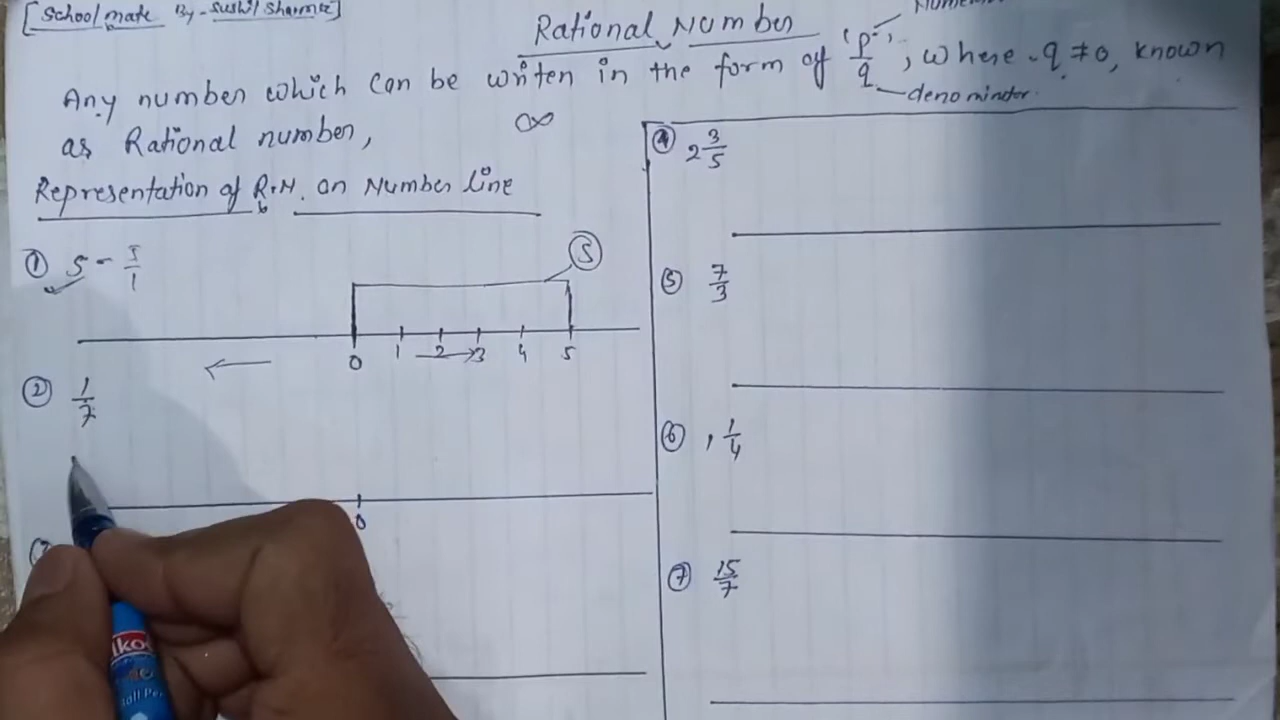 [School mate By - Sushil Sharma]
Rational Number
Any number which can be writen in the form of 'p/q', where q ≠ 0, known
denominator.
as Rational number,
∞
Representation of R.N. on Number line
① 5 - 5/1
⑤
0 1 2 3 4 5
② 1/7
0
④ 2 3/5
⑤ 7/3
⑥ , 1/4
⑦ 15/7